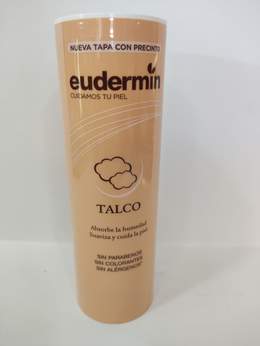 NUEVA TAPA CON PRECINTO
eudermin
CUIDAMOS TU PIEL
TALCO
Absorbe la humedad
Suaviza y cuida la piel
SIN PARABENOS
SIN COLORANTES
SIN ALÉRGENOS*